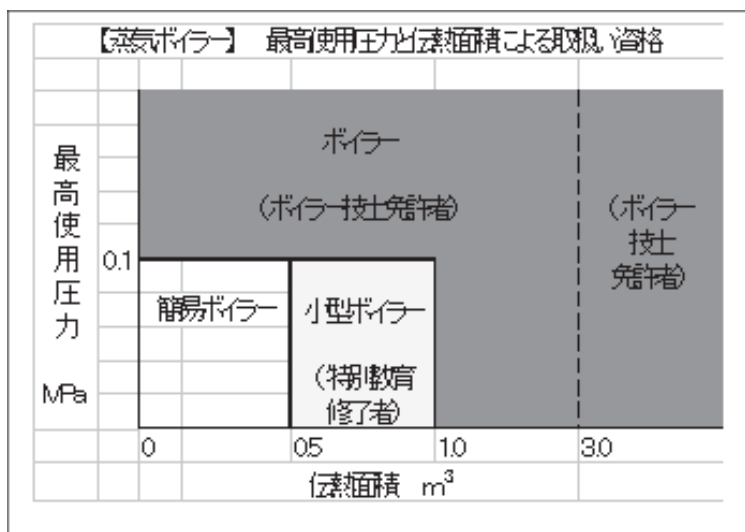 【蒸気ボイラー】 最高使用圧力と伝熱面積による取扱い資格
ボイラー
(ボイラー技士免許者)
(ボイラー
技士
免許者)
最高使用圧力
MPa
0.1
簡易ボイラー
小型ボイラー
(特別教育
修了者)
0
0.5
1.0
3.0
伝熱面積 m³